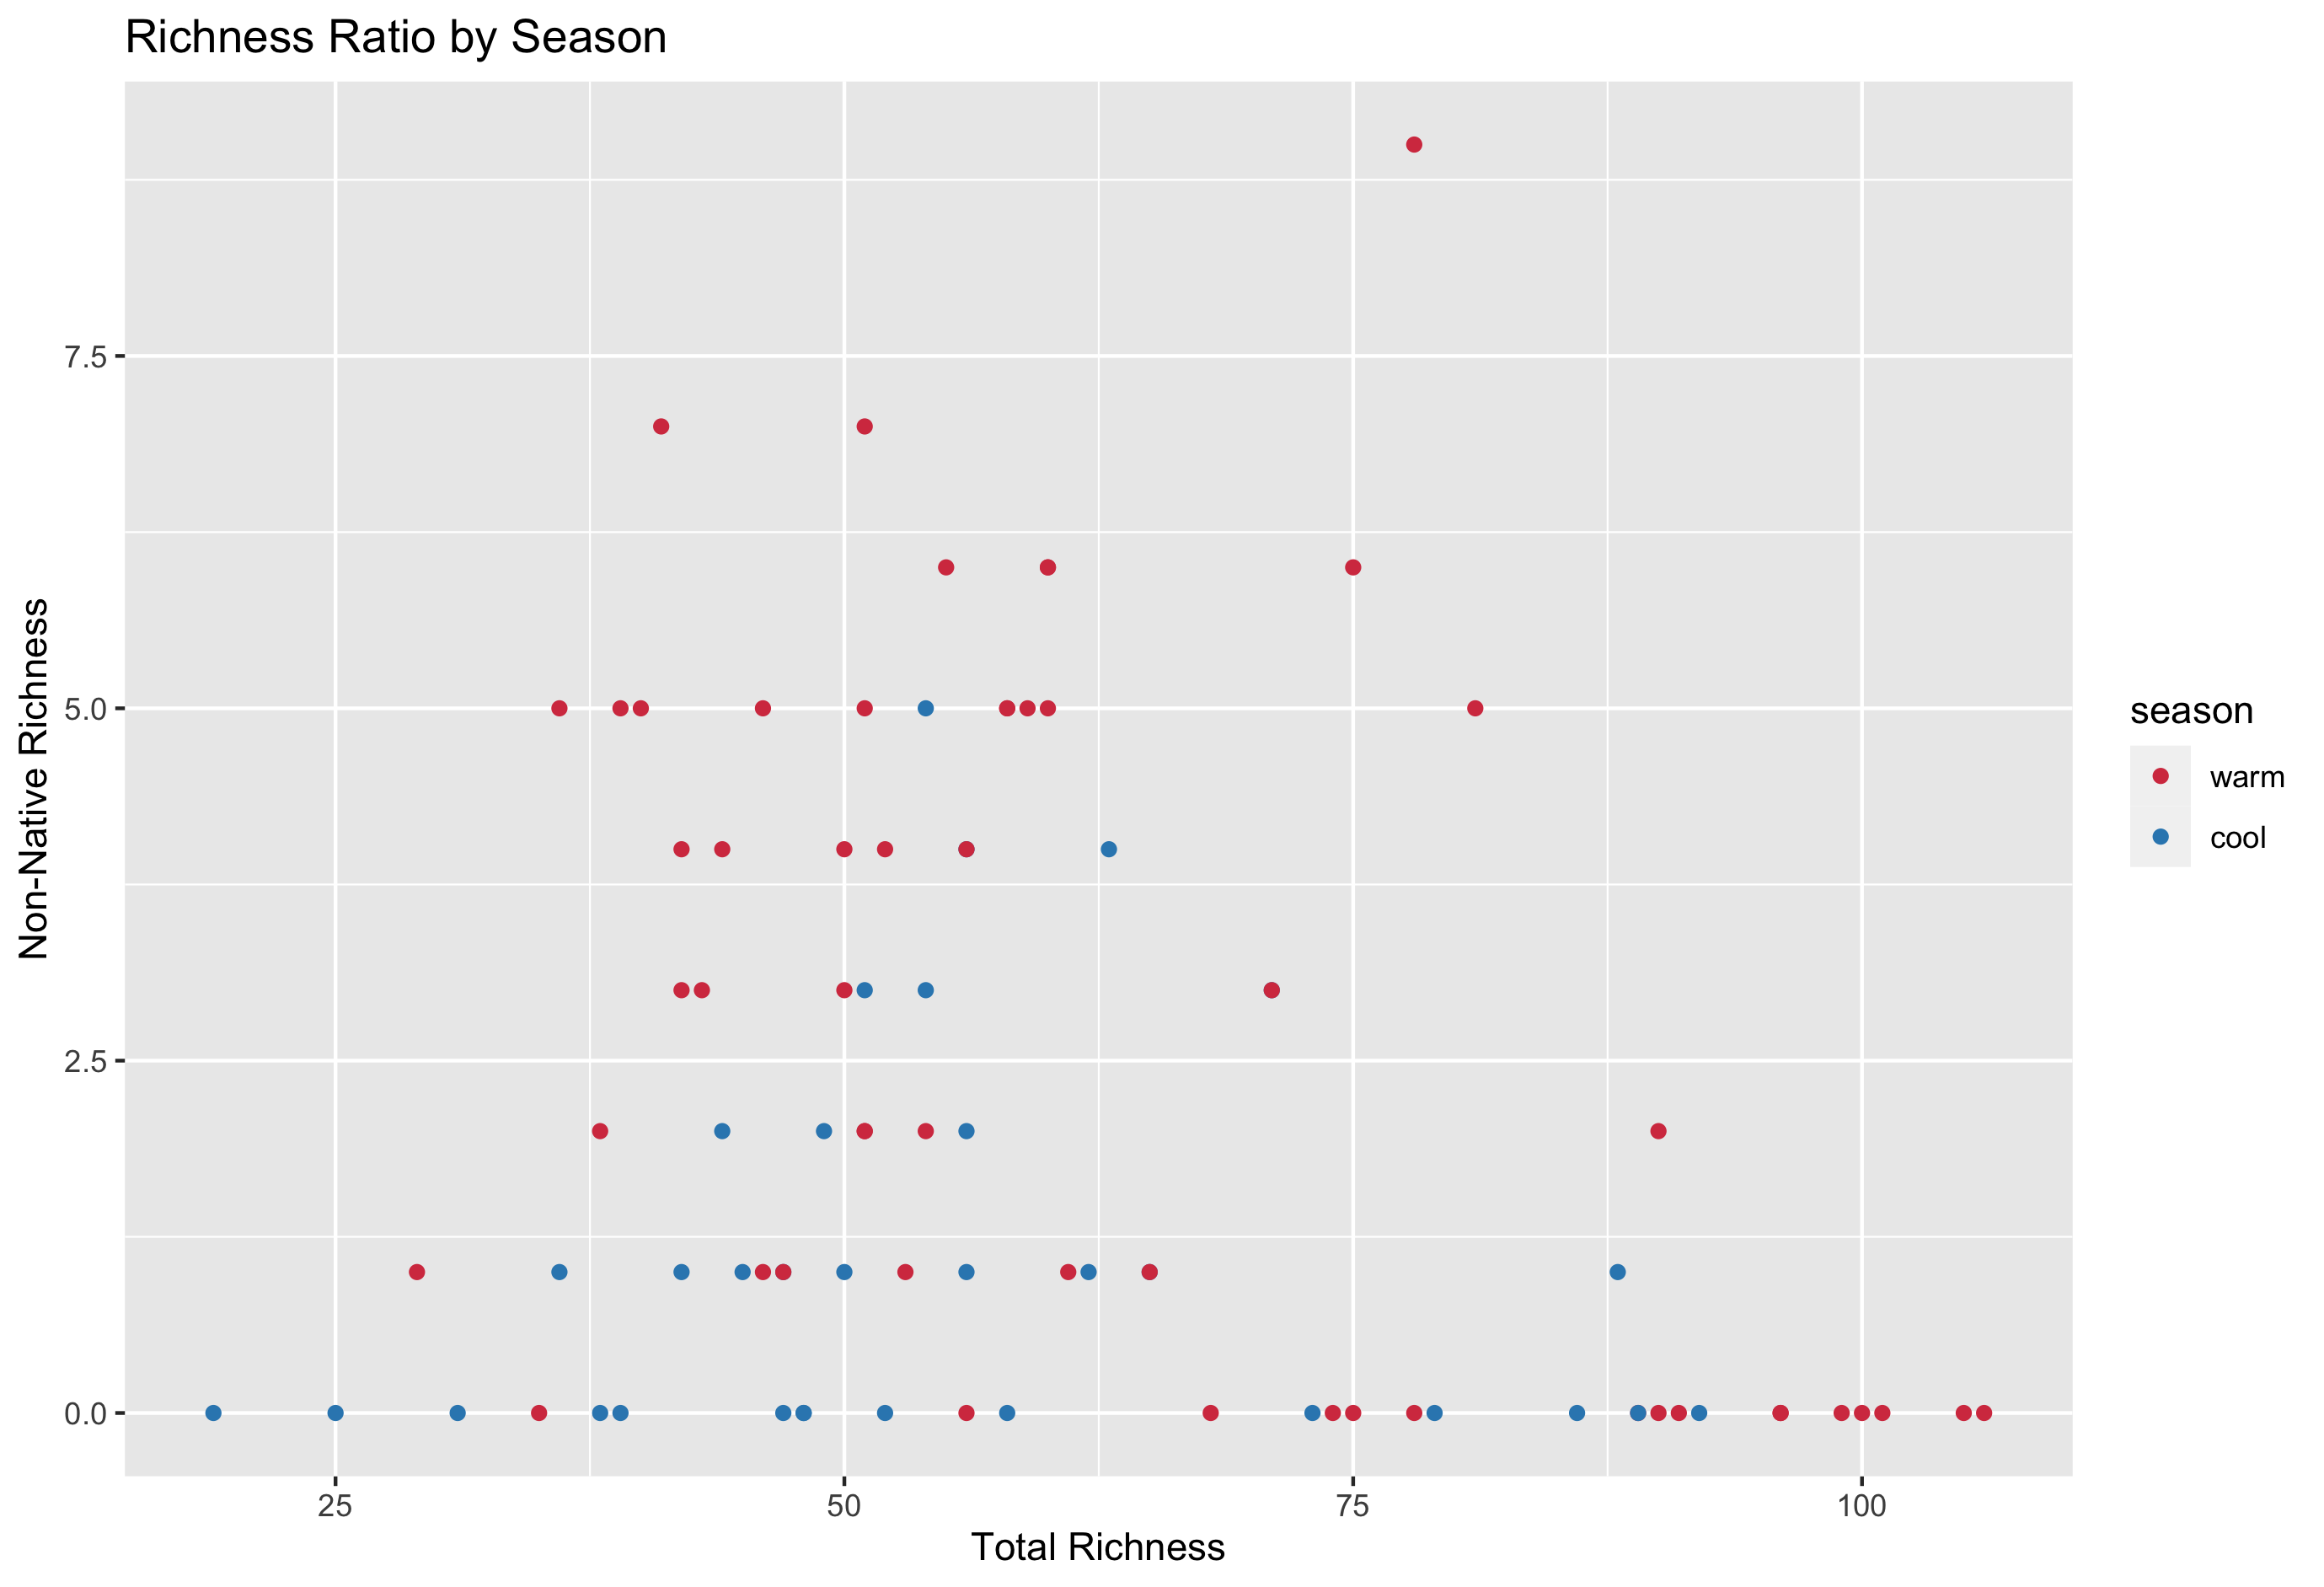 Richness Ratio by Season
Non-Native Richness
7.5
5.0
2.5
0.0
25
50
75
100
Total Richness
season
warm
cool